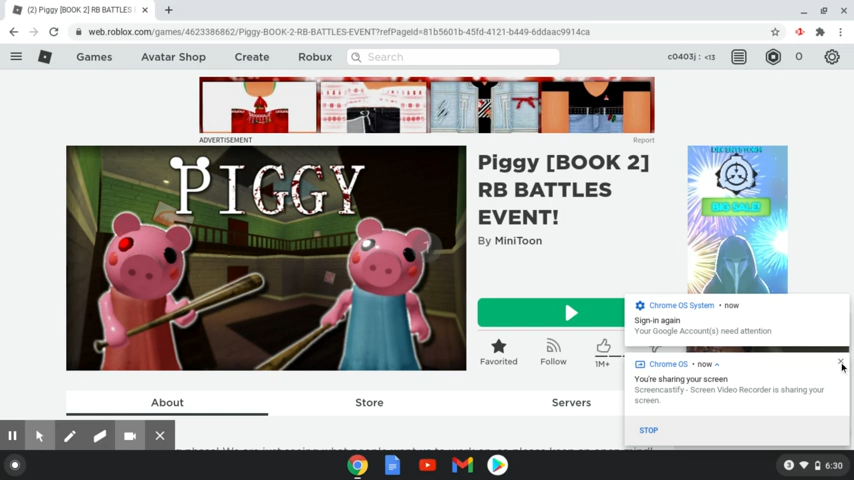 (2) Piggy [BOOK 2] RB BATTLES E
web.roblox.com/games/4623386862/Piggy-BOOK-2-RB-BATTLES-EVENT?refPageId=81b5601b-45fd-4121-b449-6ddaac9914ca
Games
Avatar Shop
Create
Robux
Search
c0403j : <13
0
ADVERTISEMENT
Report
PIGGY
Piggy [BOOK 2]
RB BATTLES
EVENT!
By MiniToon
BIG SALE!
Favorited
Follow
1M+
Chrome OS System • now
Sign-in again
Your Google Account(s) need attention
Chrome OS • now
You're sharing your screen
Screencastify - Screen Video Recorder is sharing your
screen.
STOP
About
Store
Servers
3
6:30